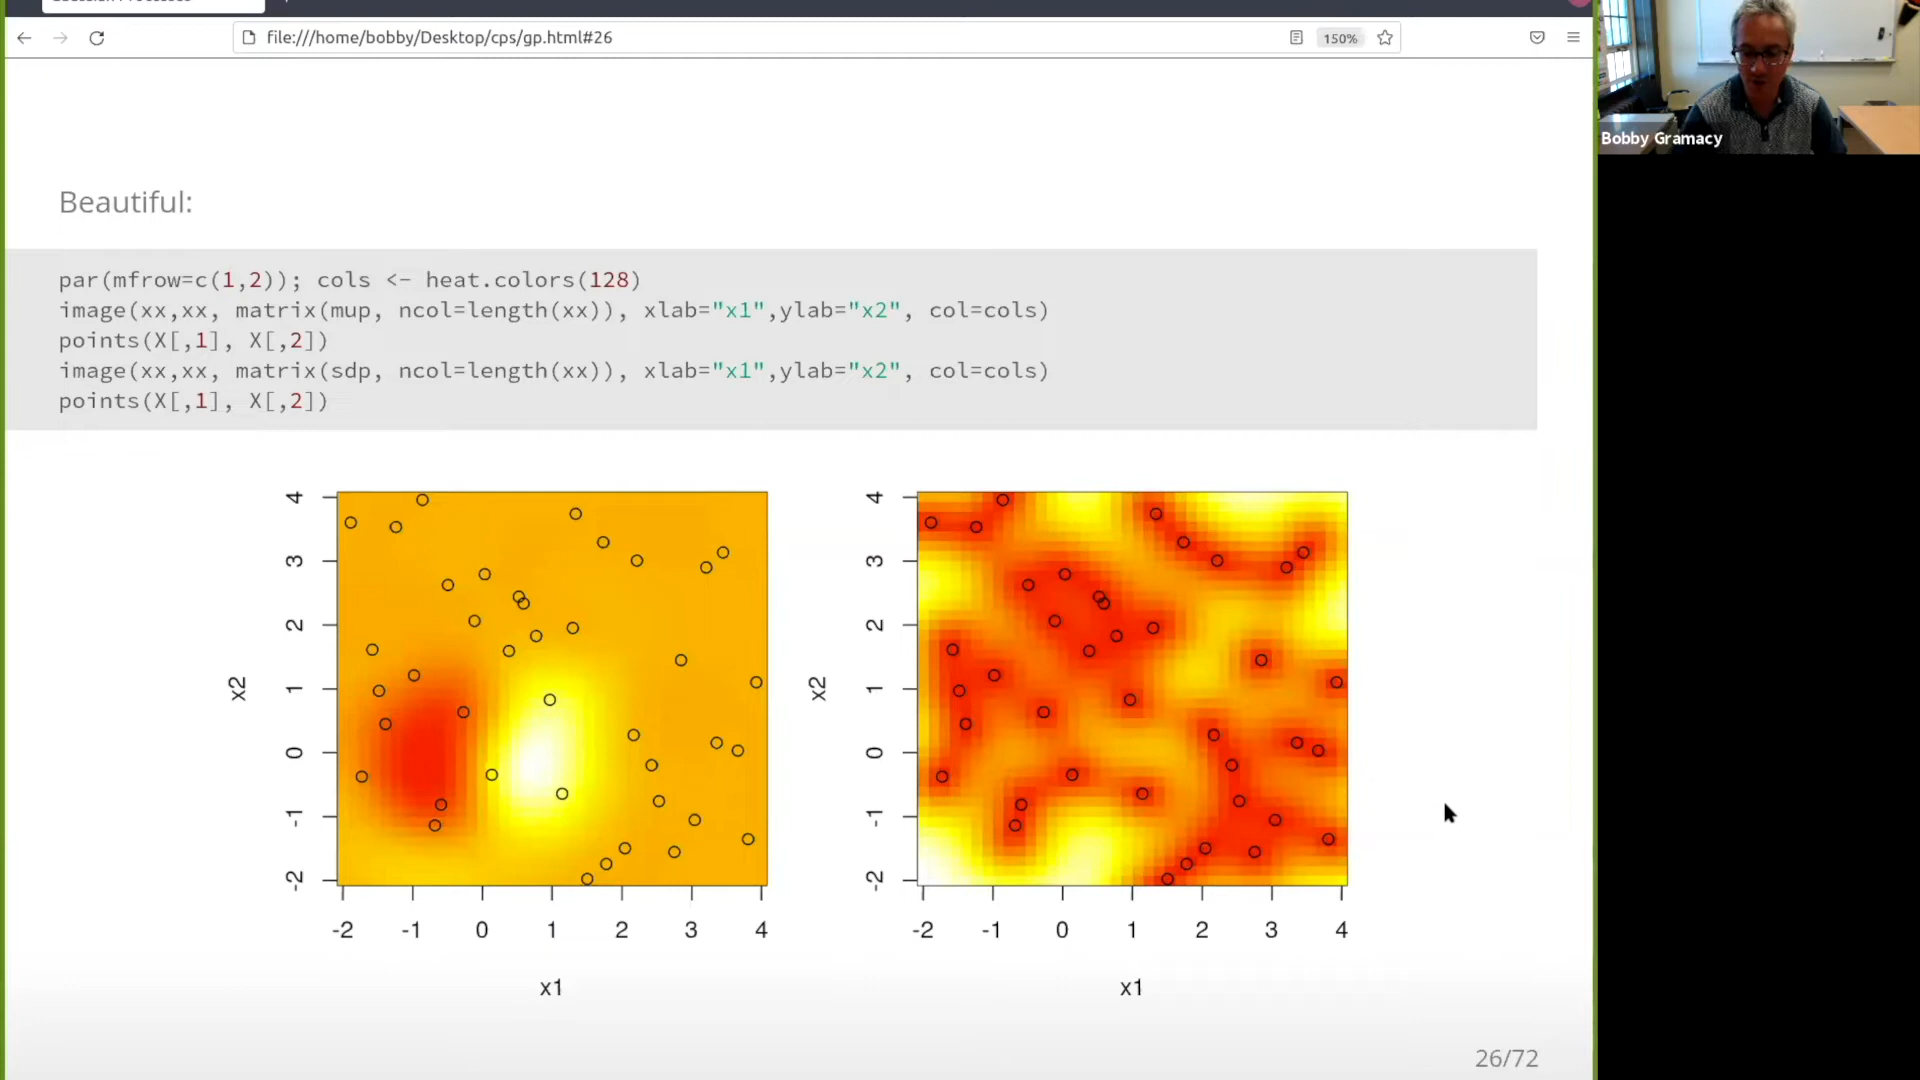 file:///home/bobby/Desktop/cps/gp.html#26
150%
Bobby Gramacy
Beautiful:
par(mfrow=c(1,2)); cols <- heat.colors(128)
image(xx,xx, matrix(mup, ncol=length(xx)), xlab="x1",ylab="x2", col=cols)
points(X[,1], X[,2])
image(xx,xx, matrix(sdp, ncol=length(xx)), xlab="x1",ylab="x2", col=cols)
points(X[,1], X[,2])
4
3
2
1
0
-1
-2
x2
-2 -1 0 1 2 3 4
x1
4
3
2
1
0
-1
-2
x2
-2 -1 0 1 2 3 4
x1
26/72